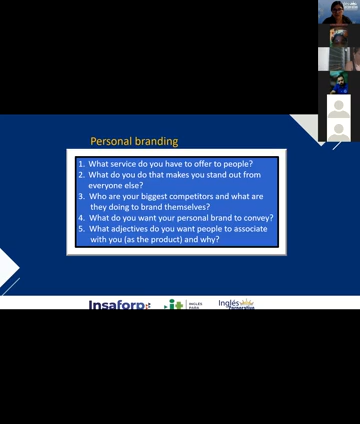 Personal branding
1. What service do you have to offer to people?
2. What do you do that makes you stand out from
everyone else?
3. Who are your biggest competitors and what are
they doing to brand themselves?
4. What do you want your personal brand to convey?
5. What adjectives do you want people to associate
with you (as the product) and why?
Insaforp
INGLÉS
PARA
Inglés